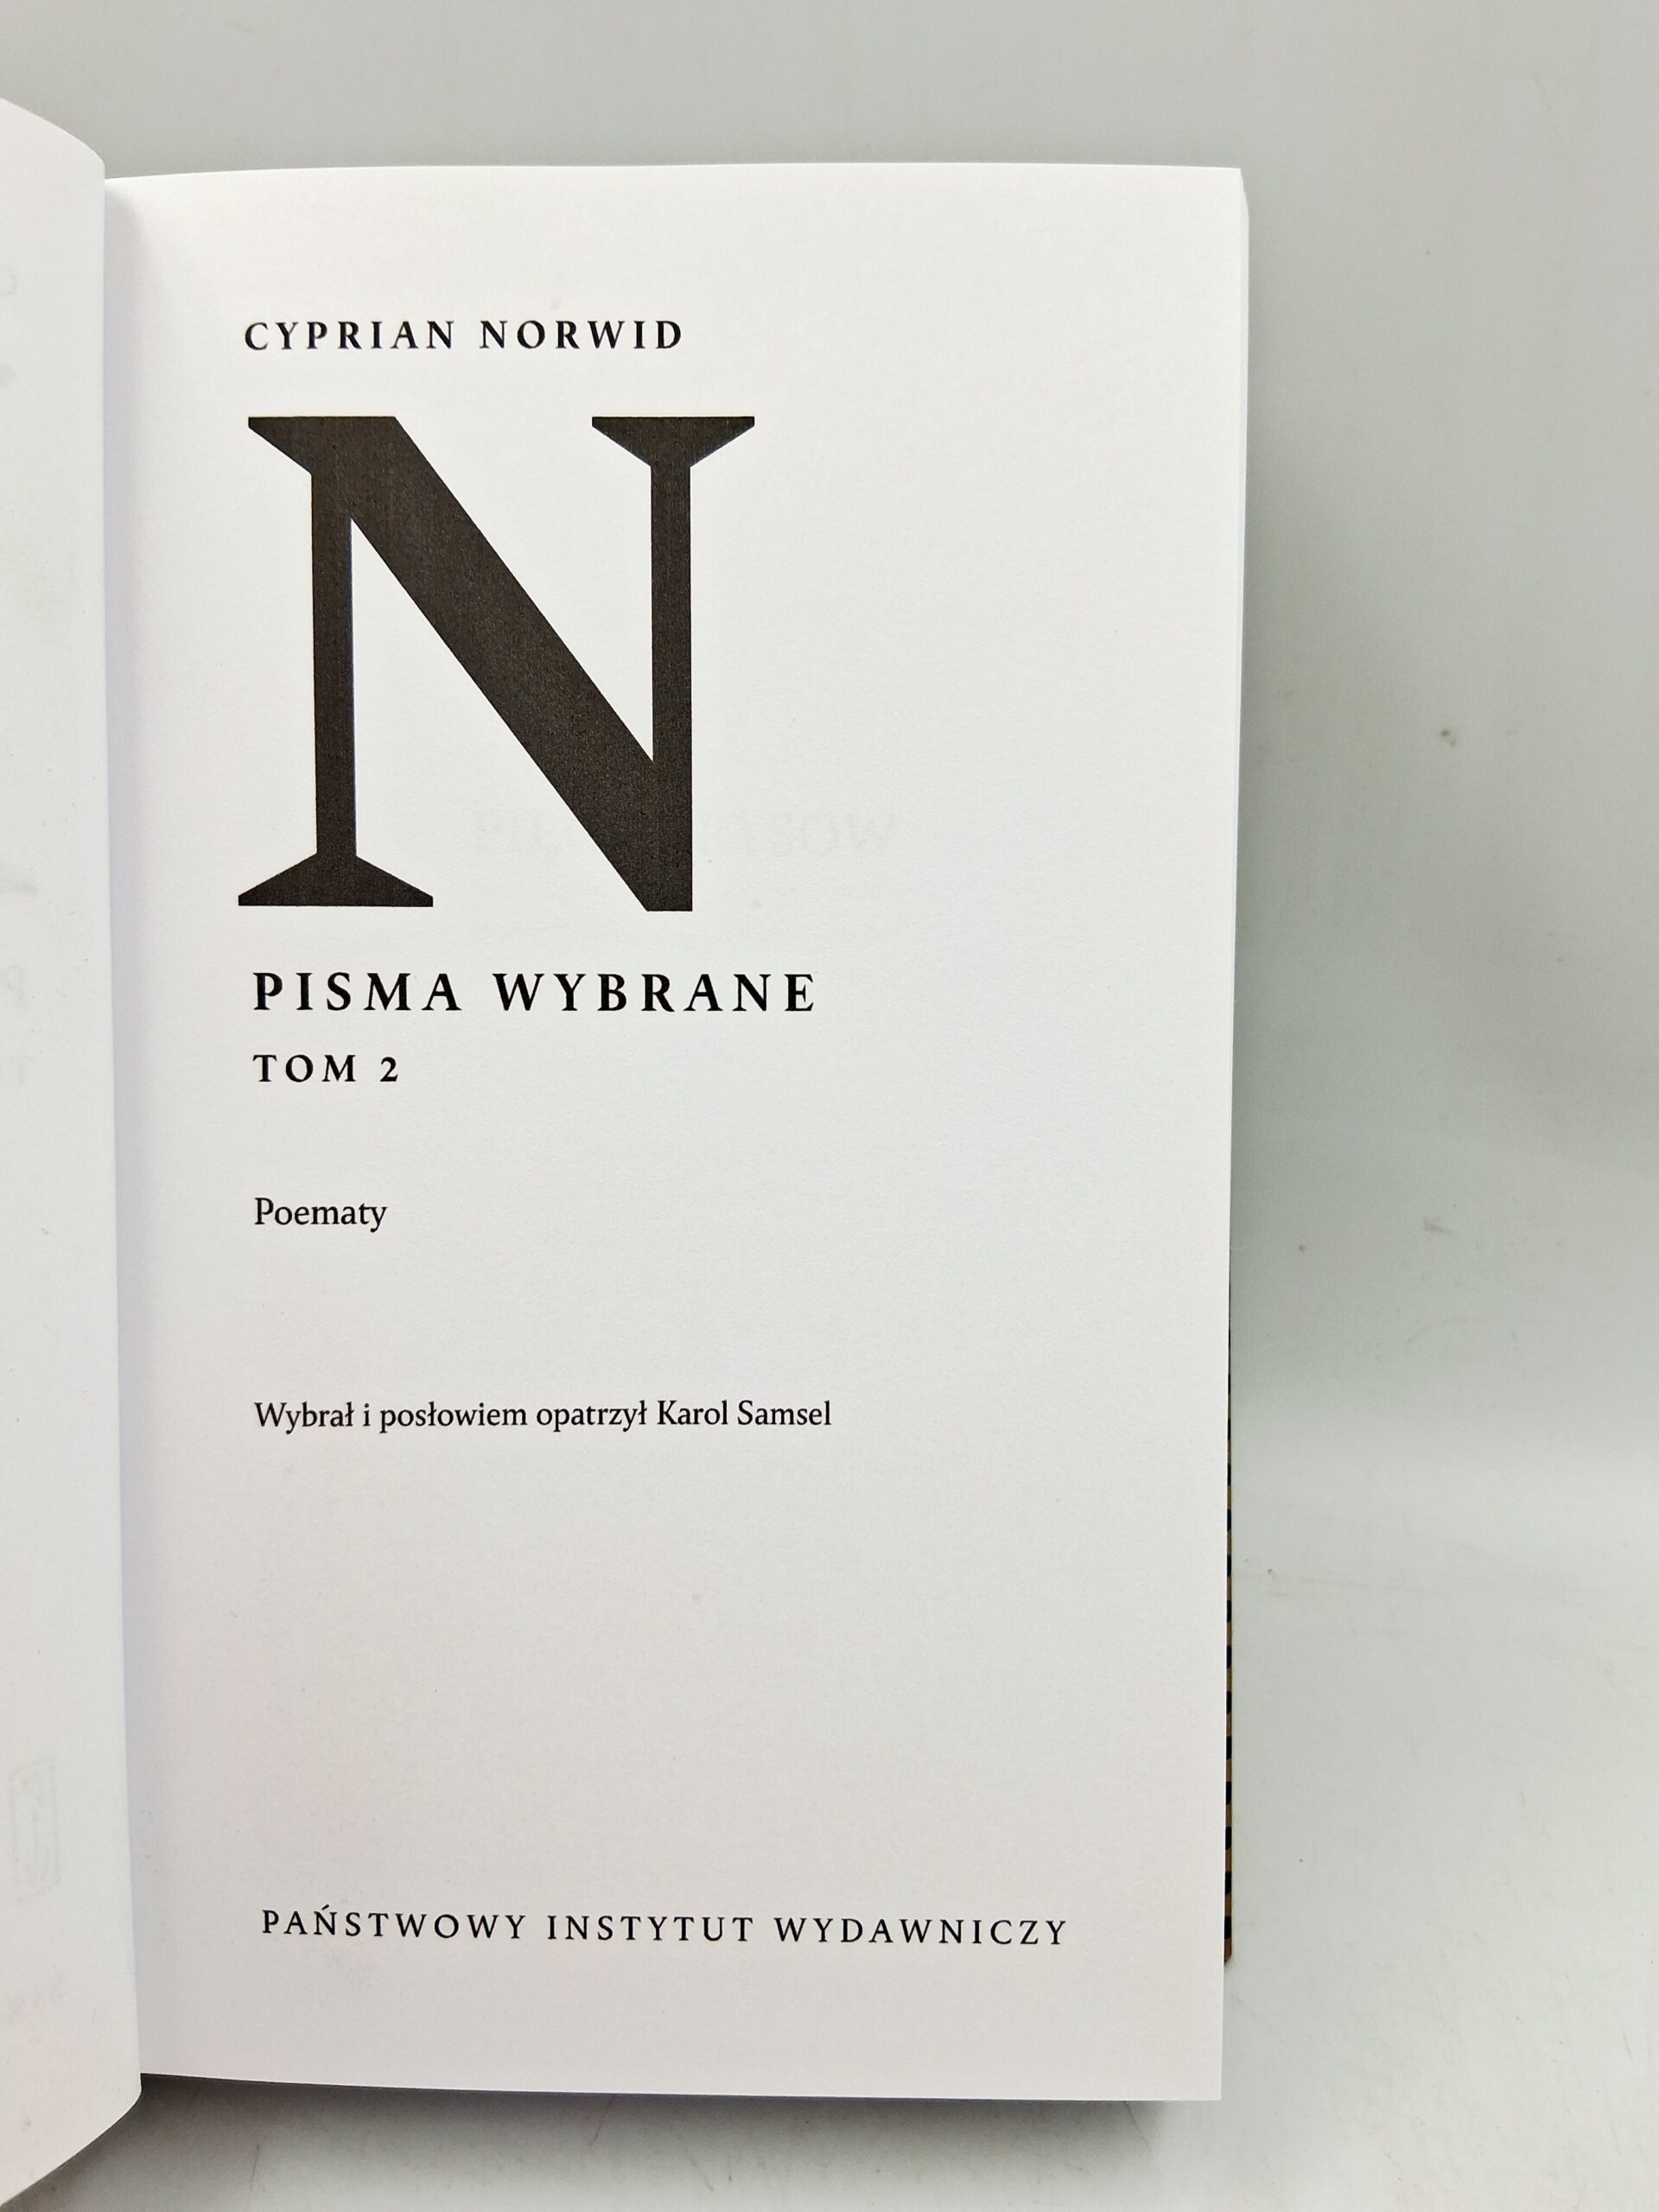 CYPRIAN NORWID
N
PISMA WYBRANE
TOM 2
Poematy
Wybrał i posłowiem opatrzył Karol Samsel
PAŃSTWOWY INSTYTUT WYDAWNICZY